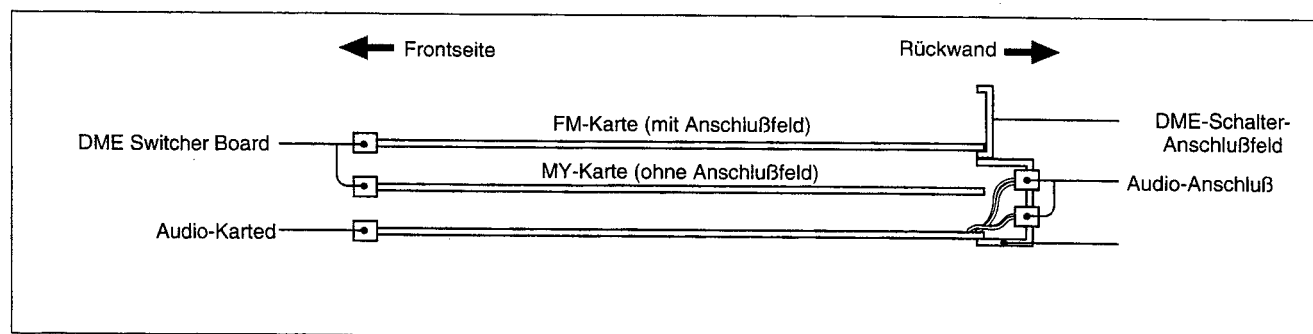 Frontseite
Rückwand
FM-Karte (mit Anschlußfeld)
DME-Schalter-
Anschlußfeld
DME Switcher Board
MY-Karte (ohne Anschlußfeld)
Audio-Anschluß
Audio-Karted